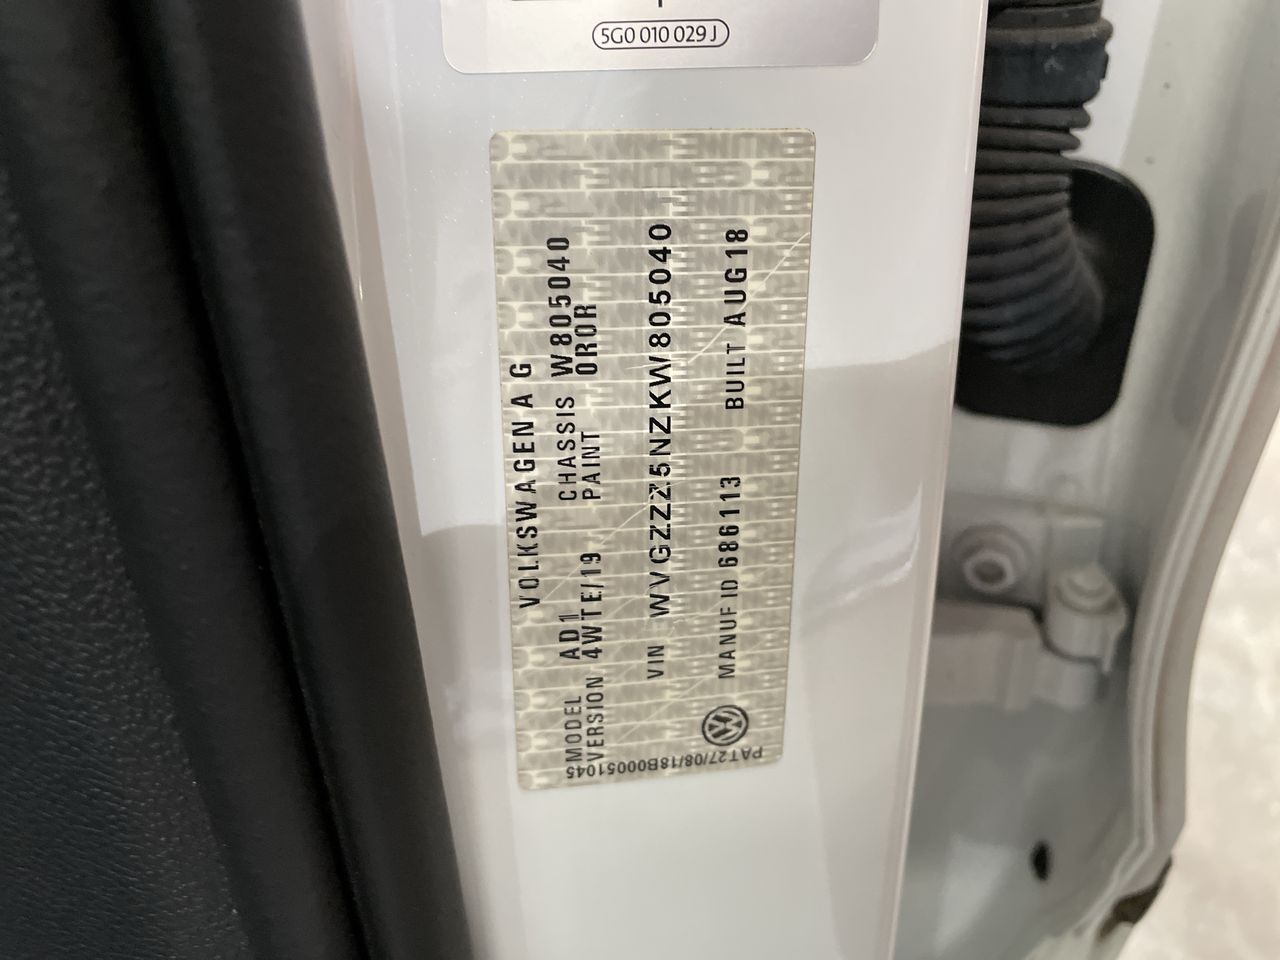 5G0 010 029 J
VOLKSWAGEN A G
MODEL AD1 CHASSIS W805040
VERSION 4WTE/19 PAINT 0R0R
VIN WVGZZZ5NZKW805040
MANUF ID 686113 BUILT AUG18
PAT27/08/18B00051045